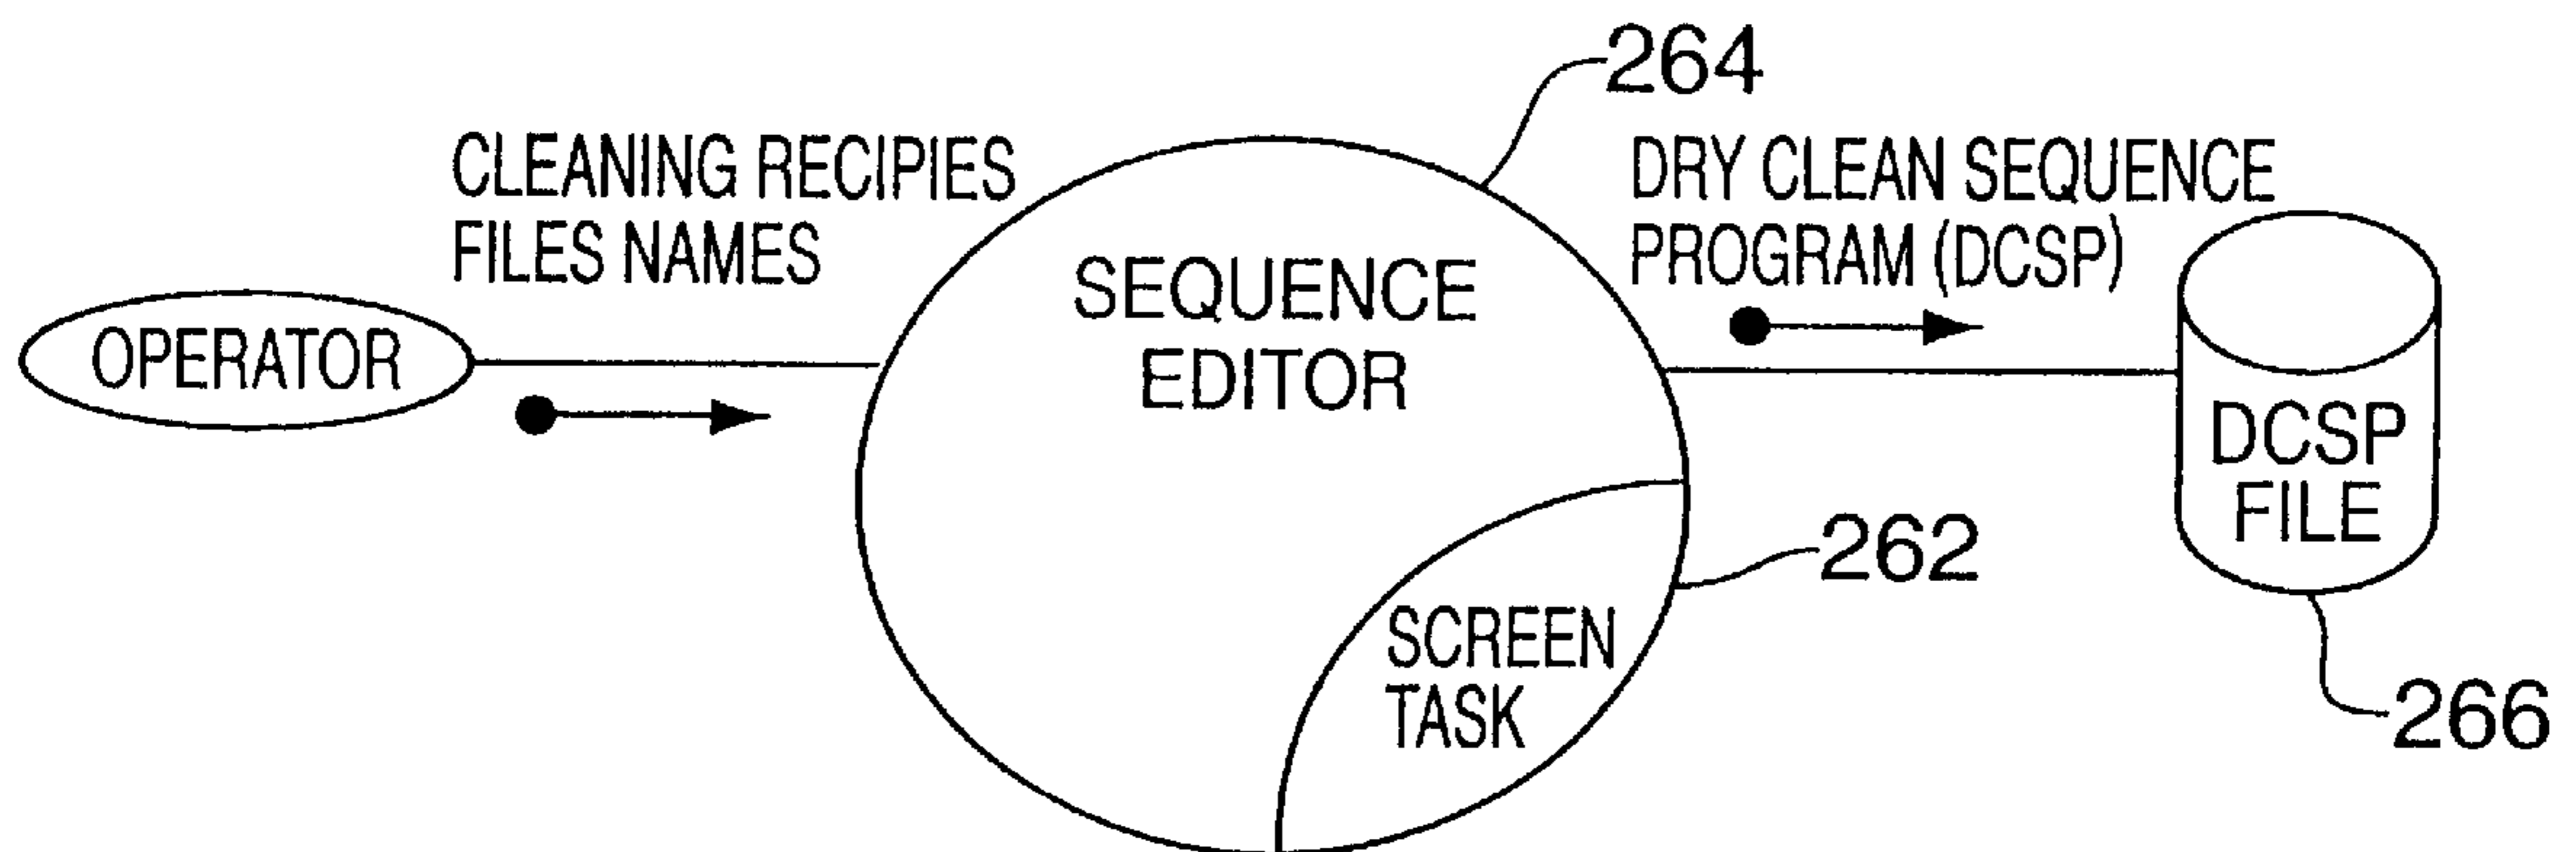 264
CLEANING RECIPIES
FILES NAMES
DRY CLEAN SEQUENCE
PROGRAM (DCSP)
OPERATOR
SEQUENCE
EDITOR
DCSP
FILE
262
SCREEN
TASK
266